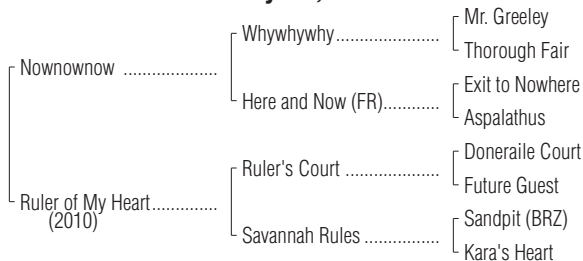 Mr. Greeley
Whywhywhy
Thorough Fair
Nownownow
Exit to Nowhere
Here and Now (FR)
Aspalathus
Doneraile Court
Ruler's Court
Future Guest
Ruler of My Heart
(2010)
Sandpit (BRZ)
Savannah Rules
Kara's Heart